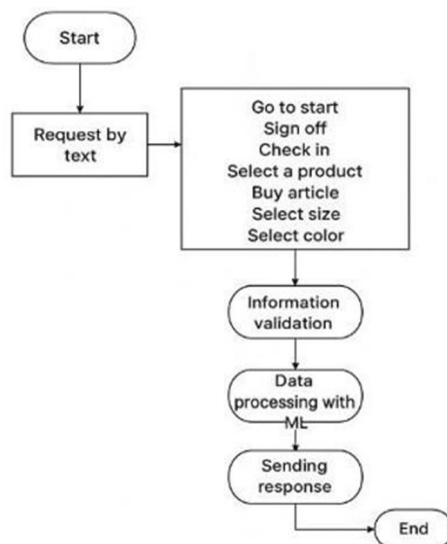 Start
Request by
text
Go to start
Sign off
Check in
Select a product
Buy article
Select size
Select color
Information
validation
Data
processing with
ML
Sending
response
End